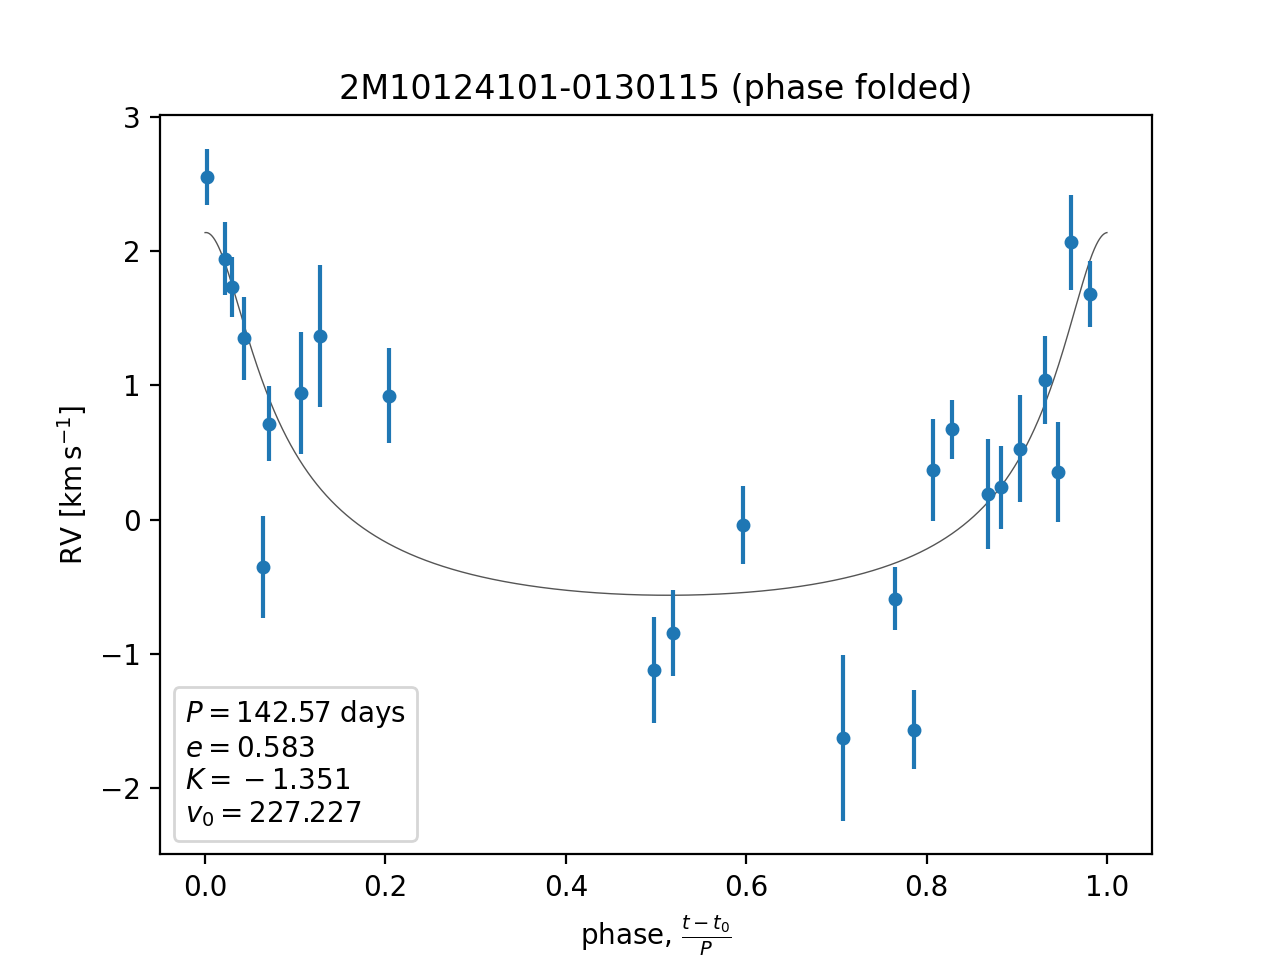 2M10124101-0130115 (phase folded)
3
2
1
0
−1
−2
RV [km s⁻¹]
P = 142.57 days
e = 0.583
K = −1.351
v₀ = 227.227
0.0 0.2 0.4 0.6 0.8 1.0
phase, (t − t₀)/P